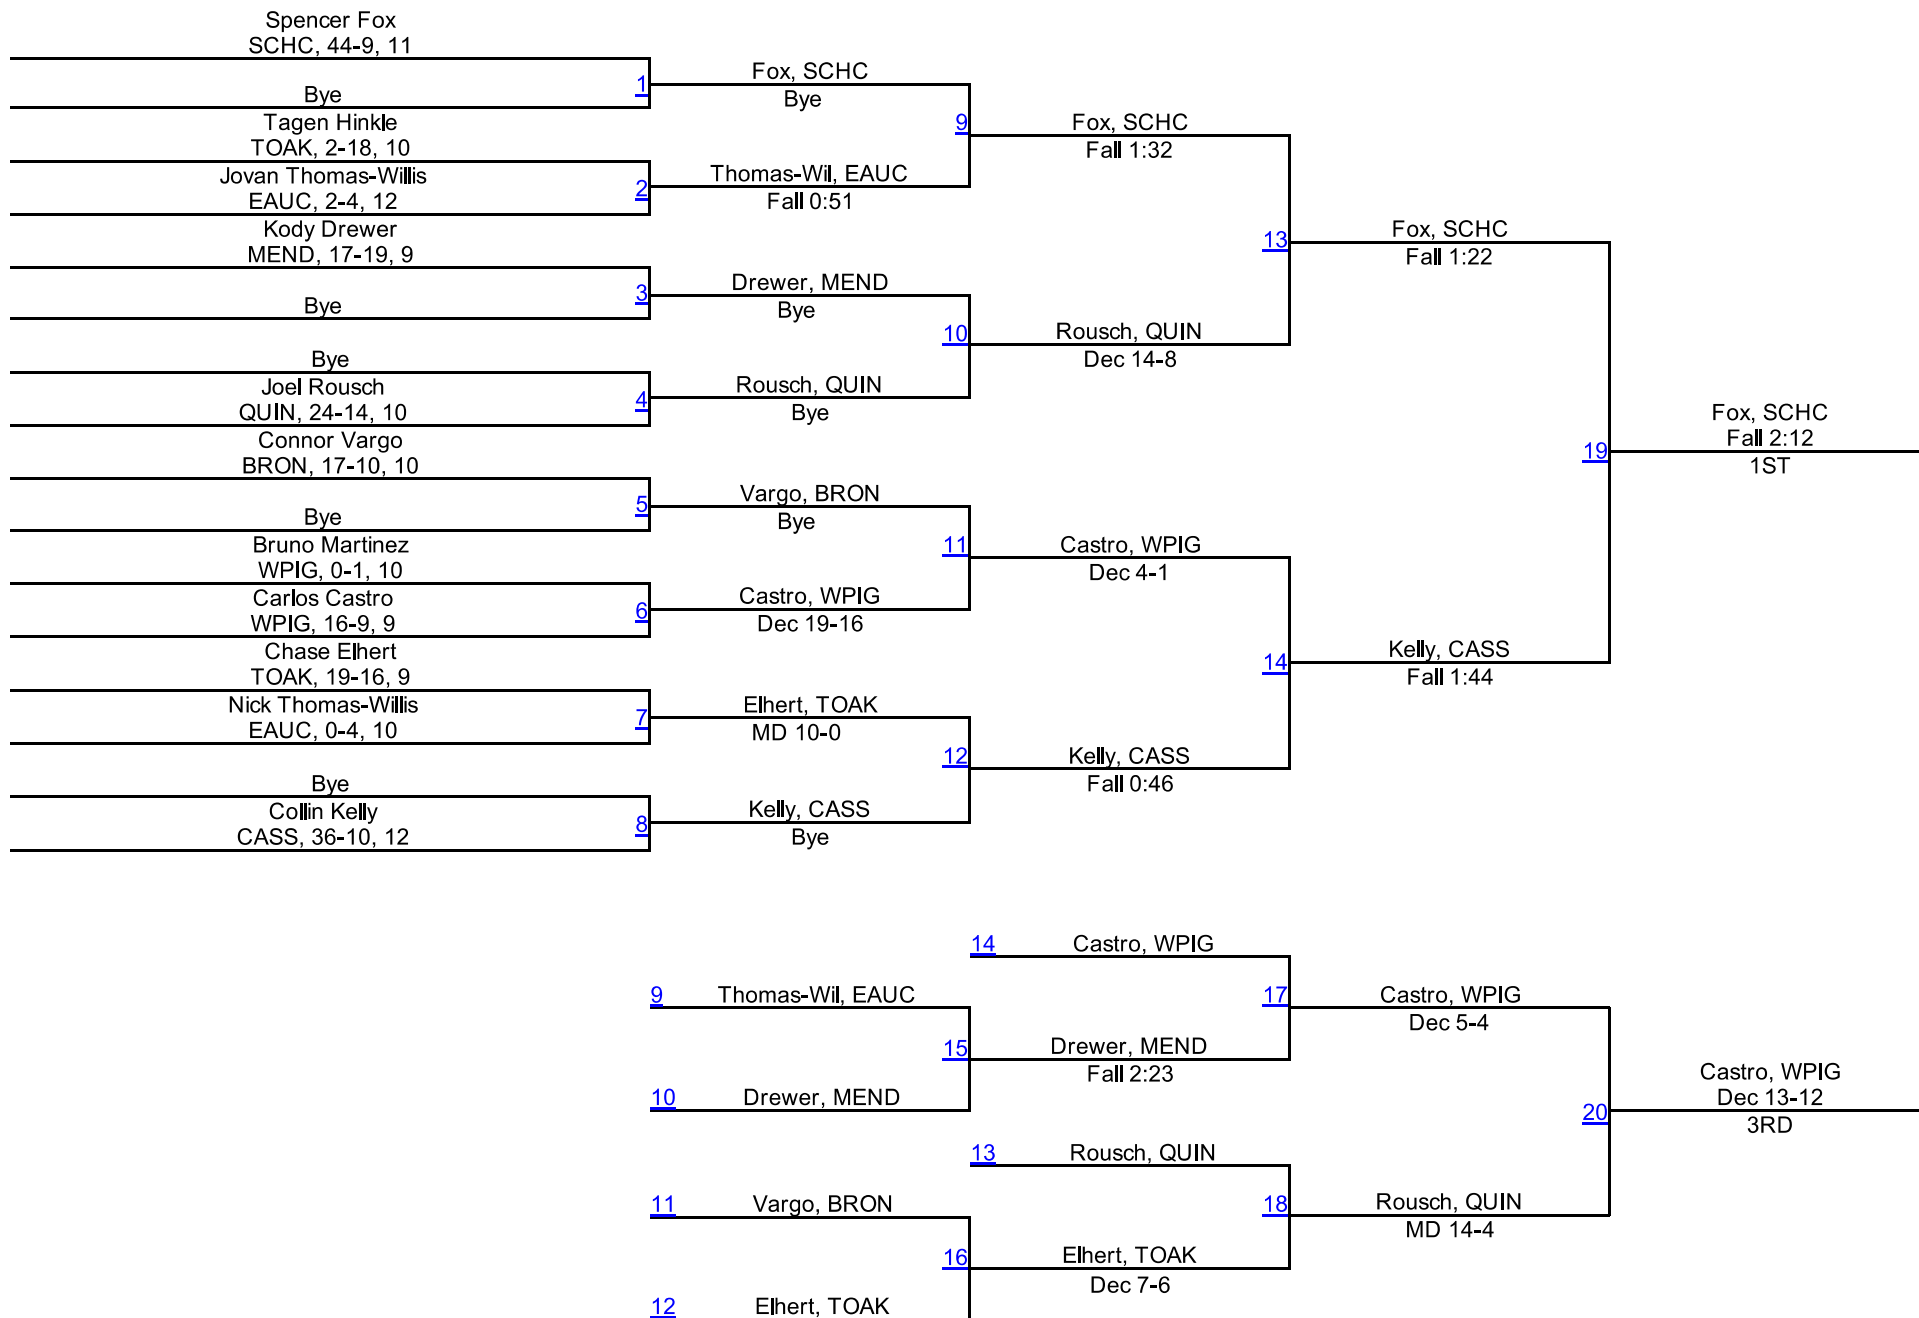 Spencer Fox
SCHC, 44-9, 11
1
Bye
Tagen Hinkle
TOAK, 2-18, 10
Jovan Thomas-Willis
2
EAUC, 2-4, 12
Kody Drewer
MEND, 17-19, 9
3
Bye
Bye
Joel Rousch
4
QUIN, 24-14, 10
Connor Vargo
BRON, 17-10, 10
5
Bye
Bruno Martinez
WPIG, 0-1, 10
Carlos Castro
6
WPIG, 16-9, 9
Chase Elhert
TOAK, 19-16, 9
Nick Thomas-Willis
7
EAUC, 0-4, 10
Bye
Collin Kelly
8
CASS, 36-10, 12
Fox, SCHC
Bye
9
Thomas-Wil, EAUC
Fall 0:51
Drewer, MEND
Bye
10
Rousch, QUIN
Bye
Vargo, BRON
Bye
11
Castro, WPIG
Dec 19-16
Elhert, TOAK
MD 10-0
12
Kelly, CASS
Bye
Fox, SCHC
Fall 1:32
13
Rousch, QUIN
Dec 14-8
Castro, WPIG
Dec 4-1
14
Kelly, CASS
Fall 0:46
Fox, SCHC
Fall 1:22
19
Kelly, CASS
Fall 1:44
Fox, SCHC
Fall 2:12
1ST
14
Castro, WPIG
9
Thomas-Wil, EAUC
17
15
Drewer, MEND
Fall 2:23
10
Drewer, MEND
Castro, WPIG
Dec 5-4
13
Rousch, QUIN
11
Vargo, BRON
18
16
Elhert, TOAK
Dec 7-6
12
Elhert, TOAK
Rousch, QUIN
MD 14-4
20
Castro, WPIG
Dec 13-12
3RD